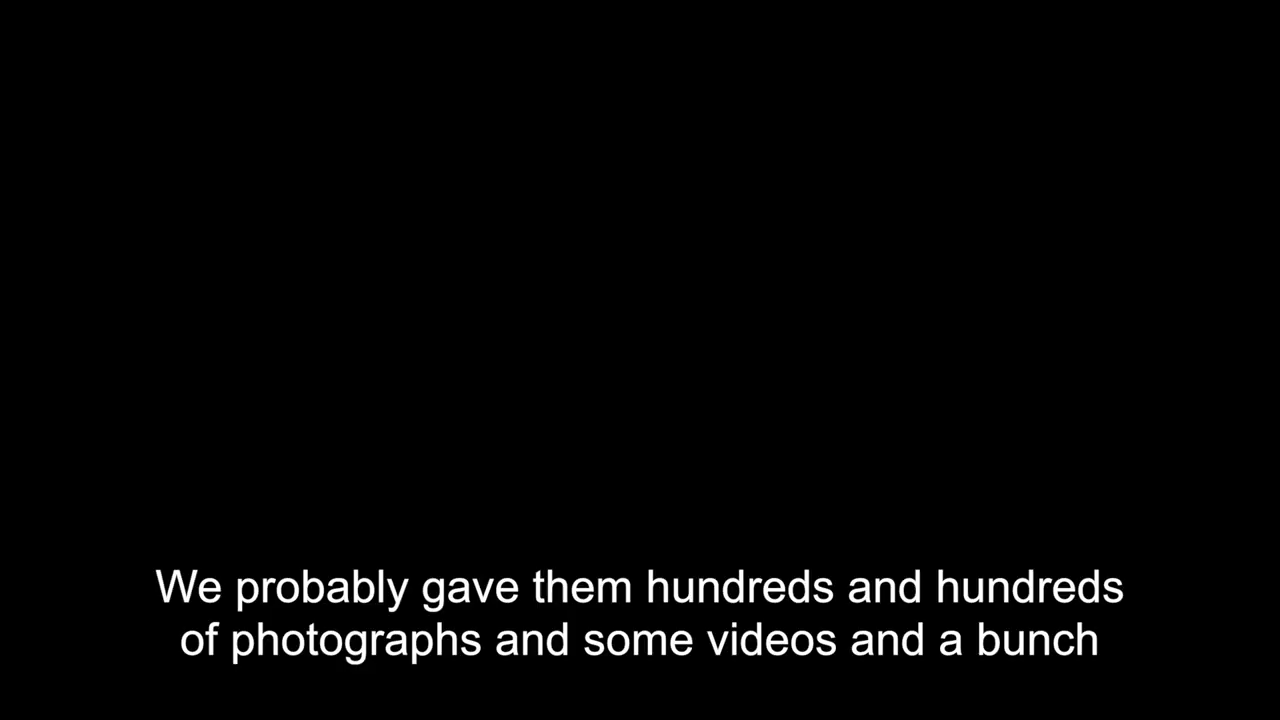 We probably gave them hundreds and hundreds
of photographs and some videos and a bunch